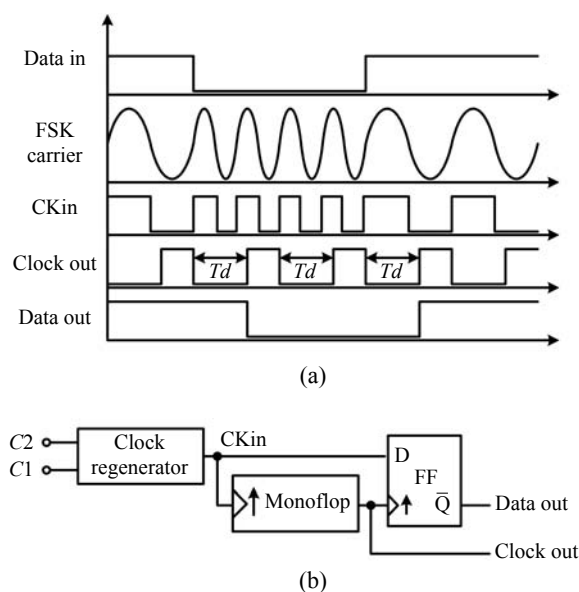 Data in
FSK
carrier
CKin
Clock out
Td
Td
Td
Data out
(a)
C2
C1
Clock
regenerator
CKin
Monoflop
D
FF
Q̅
Data out
Clock out
(b)